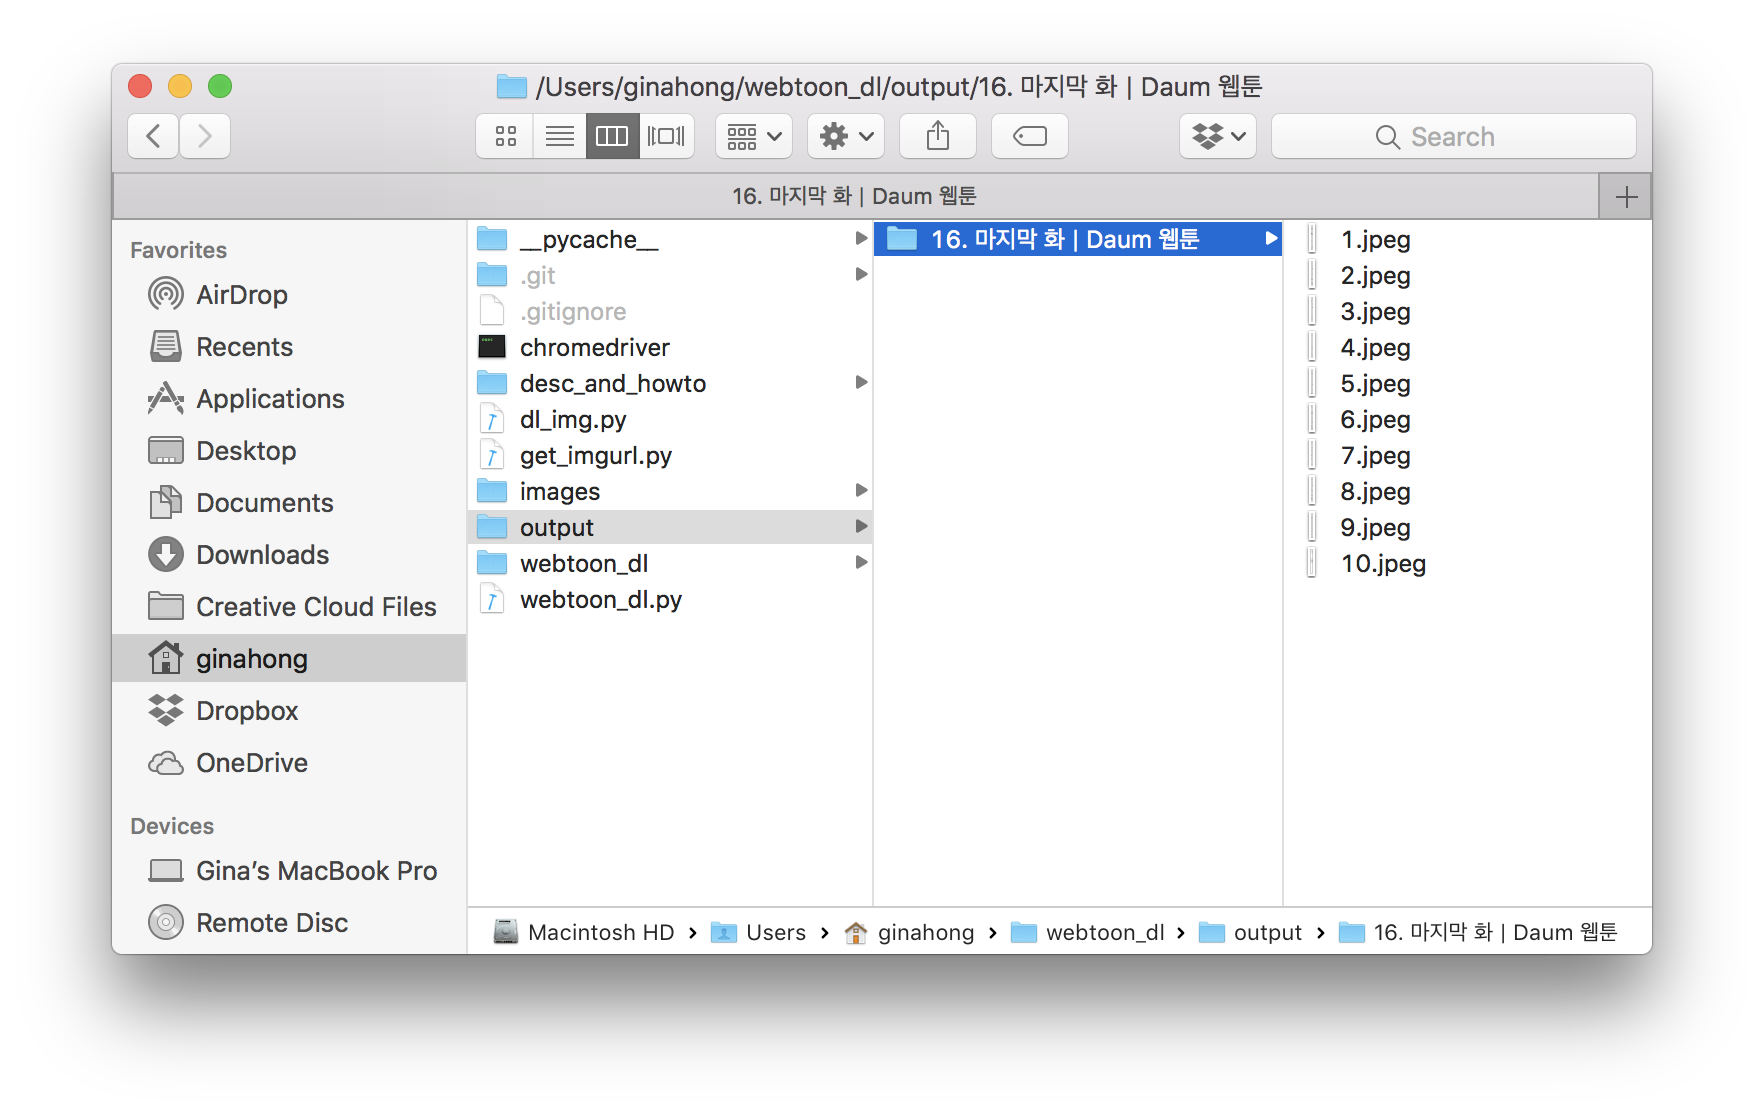 /Users/ginahong/webtoon_dl/output/16. 마지막 화 | Daum 웹툰
Search
16. 마지막 화 | Daum 웹툰
Favorites
AirDrop
Recents
Applications
Desktop
Documents
Downloads
Creative Cloud Files
ginahong
Dropbox
OneDrive
Devices
Gina’s MacBook Pro
Remote Disc
__pycache__
.git
.gitignore
chromedriver
desc_and_howto
dl_img.py
get_imgurl.py
images
output
webtoon_dl
webtoon_dl.py
16. 마지막 화 | Daum 웹툰
1.jpeg
2.jpeg
3.jpeg
4.jpeg
5.jpeg
6.jpeg
7.jpeg
8.jpeg
9.jpeg
10.jpeg
Macintosh HD › Users › ginahong › webtoon_dl › output › 16. 마지막 화 | Daum 웹툰